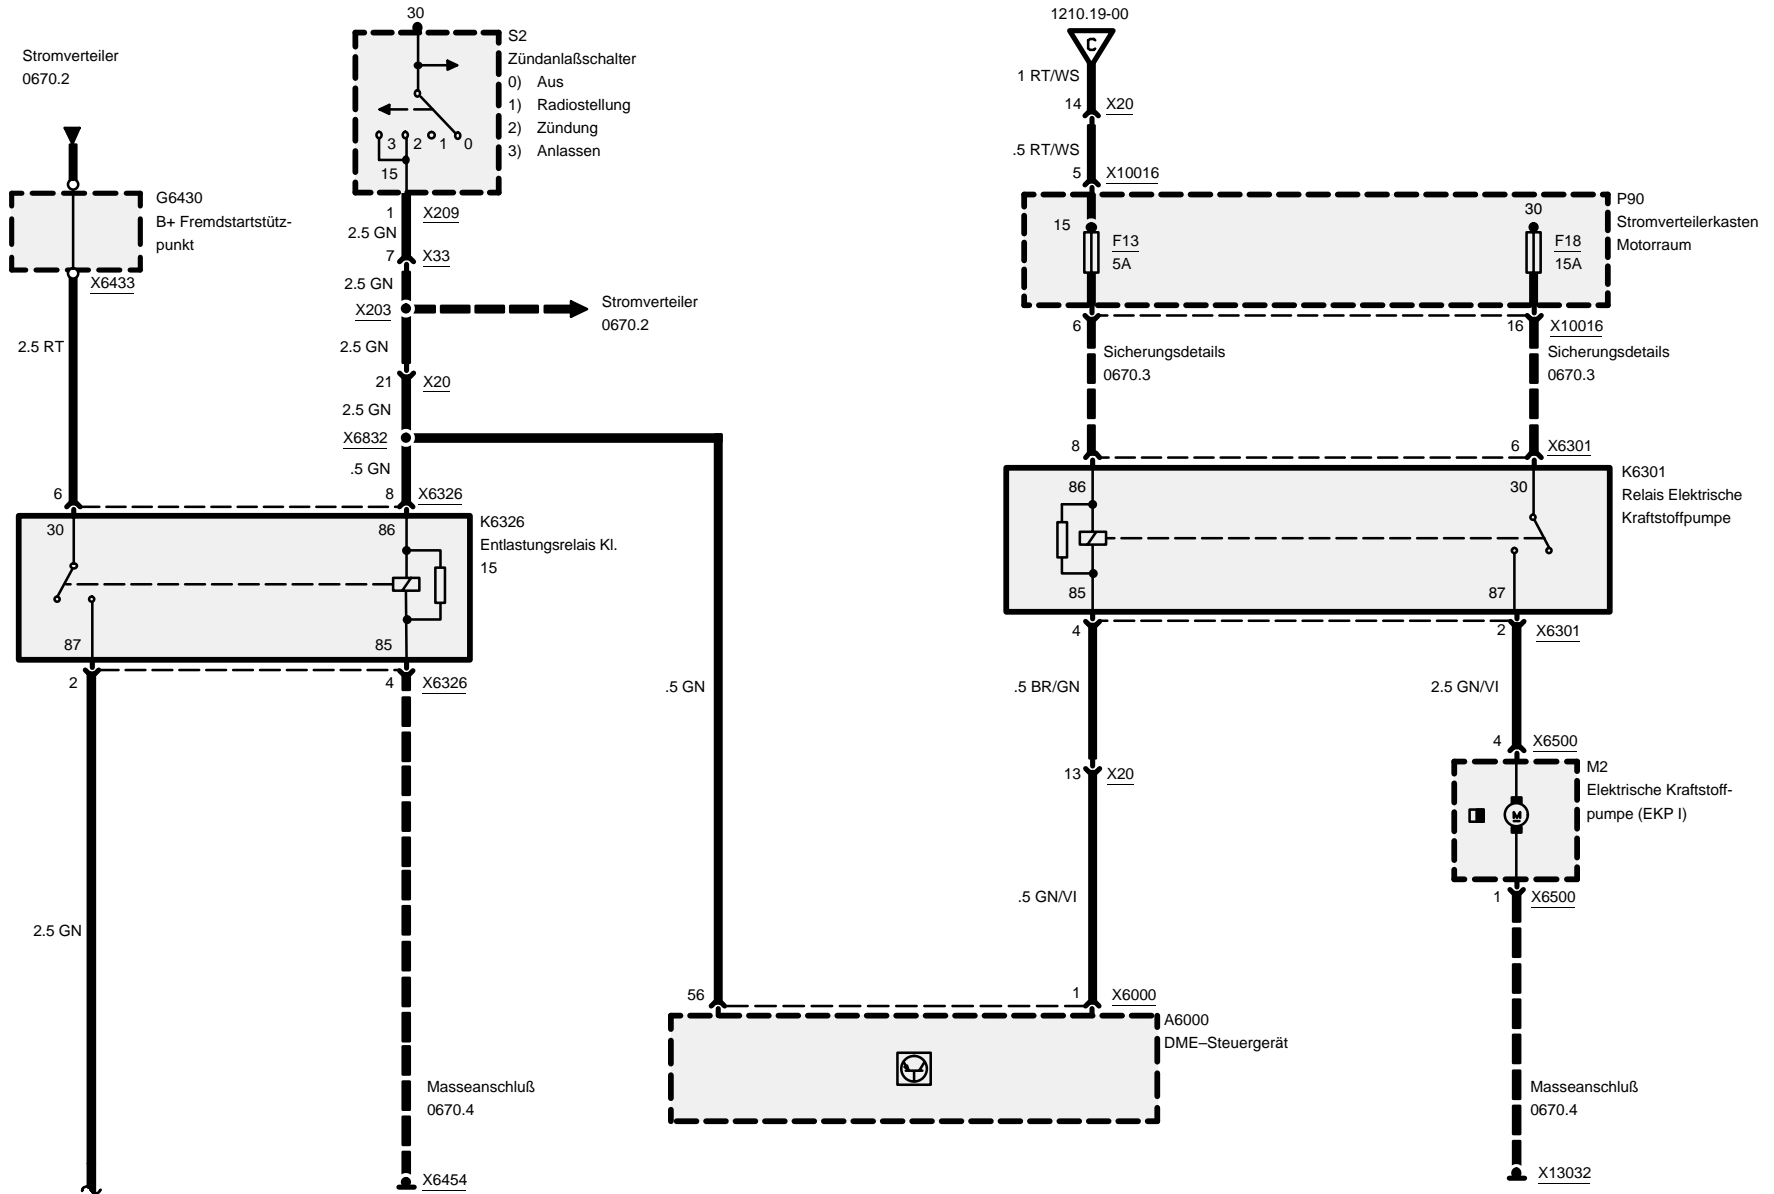 Stromverteiler
0670.2
G6430
B+ Fremdstartstütz-
punkt
X6433
2.5 RT
6
30
S2
Zündanlaßschalter
0) Aus
1) Radiostellung
2) Zündung
3) Anlassen
3 2 1 0
15
1 X209
2.5 GN
7 X33
2.5 GN
X203
Stromverteiler
0670.2
2.5 GN
21 X20
2.5 GN
X6832
.5 GN
8 X6326
30 86
K6326
Entlastungsrelais Kl.
15
87 85
2 4 X6326
2.5 GN
Masseanschluß
0670.4
X6454
.5 GN
1210.19-00
C
1 RT/WS
14 X20
.5 RT/WS
5 X10016
P90
Stromverteilerkasten
Motorraum
15
F13
5A
30
F18
15A
6 16 X10016
Sicherungsdetails
0670.3
Sicherungsdetails
0670.3
8 6 X6301
K6301
Relais Elektrische
Kraftstoffpumpe
86 30
85 87
4 2 X6301
.5 BR/GN
2.5 GN/VI
13 X20
4 X6500
M2
Elektrische Kraftstoff-
pumpe (EKP I)
M
1 X6500
.5 GN/VI
56 1 X6000
A6000
DME–Steuergerät
Masseanschluß
0670.4
X13032